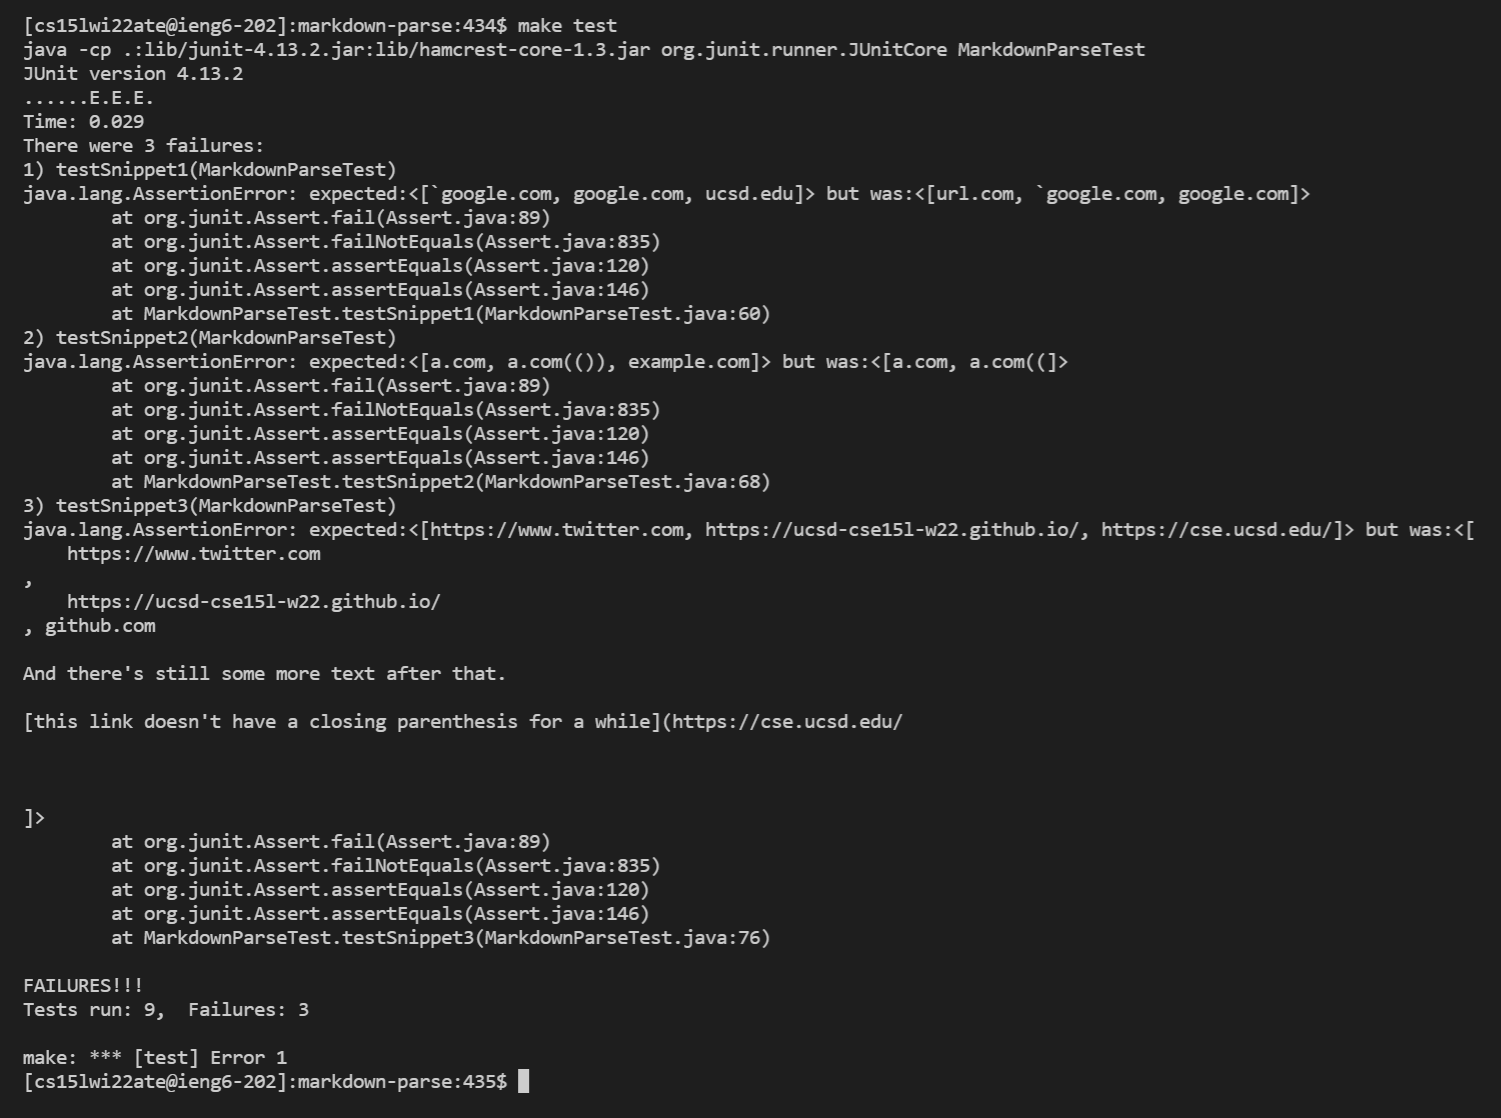 [cs15lwi22ate@ieng6-202]:markdown-parse:434$ make test
java -cp .:lib/junit-4.13.2.jar:lib/hamcrest-core-1.3.jar org.junit.runner.JUnitCore MarkdownParseTest
JUnit version 4.13.2
......E.E.E.
Time: 0.029
There were 3 failures:
1) testSnippet1(MarkdownParseTest)
java.lang.AssertionError: expected:<[`google.com, google.com, ucsd.edu]> but was:<[url.com, `google.com, google.com]>
        at org.junit.Assert.fail(Assert.java:89)
        at org.junit.Assert.failNotEquals(Assert.java:835)
        at org.junit.Assert.assertEquals(Assert.java:120)
        at org.junit.Assert.assertEquals(Assert.java:146)
        at MarkdownParseTest.testSnippet1(MarkdownParseTest.java:60)
2) testSnippet2(MarkdownParseTest)
java.lang.AssertionError: expected:<[a.com, a.com(()), example.com]> but was:<[a.com, a.com((]>
        at org.junit.Assert.fail(Assert.java:89)
        at org.junit.Assert.failNotEquals(Assert.java:835)
        at org.junit.Assert.assertEquals(Assert.java:120)
        at org.junit.Assert.assertEquals(Assert.java:146)
        at MarkdownParseTest.testSnippet2(MarkdownParseTest.java:68)
3) testSnippet3(MarkdownParseTest)
java.lang.AssertionError: expected:<[https://www.twitter.com, https://ucsd-cse15l-w22.github.io/, https://cse.ucsd.edu/]> but was:<[
    https://www.twitter.com
,
    https://ucsd-cse15l-w22.github.io/
, github.com

And there's still some more text after that.

[this link doesn't have a closing parenthesis for a while](https://cse.ucsd.edu/



]>
        at org.junit.Assert.fail(Assert.java:89)
        at org.junit.Assert.failNotEquals(Assert.java:835)
        at org.junit.Assert.assertEquals(Assert.java:120)
        at org.junit.Assert.assertEquals(Assert.java:146)
        at MarkdownParseTest.testSnippet3(MarkdownParseTest.java:76)

FAILURES!!!
Tests run: 9,  Failures: 3

make: *** [test] Error 1
[cs15lwi22ate@ieng6-202]:markdown-parse:435$